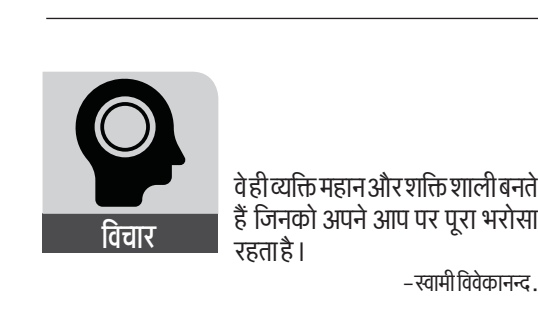 विचार
वे ही व्यक्ति महान और शक्ति शाली बनते
हैं जिनको अपने आप पर पूरा भरोसा
रहता है।
-स्वामी विवेकानन्द.